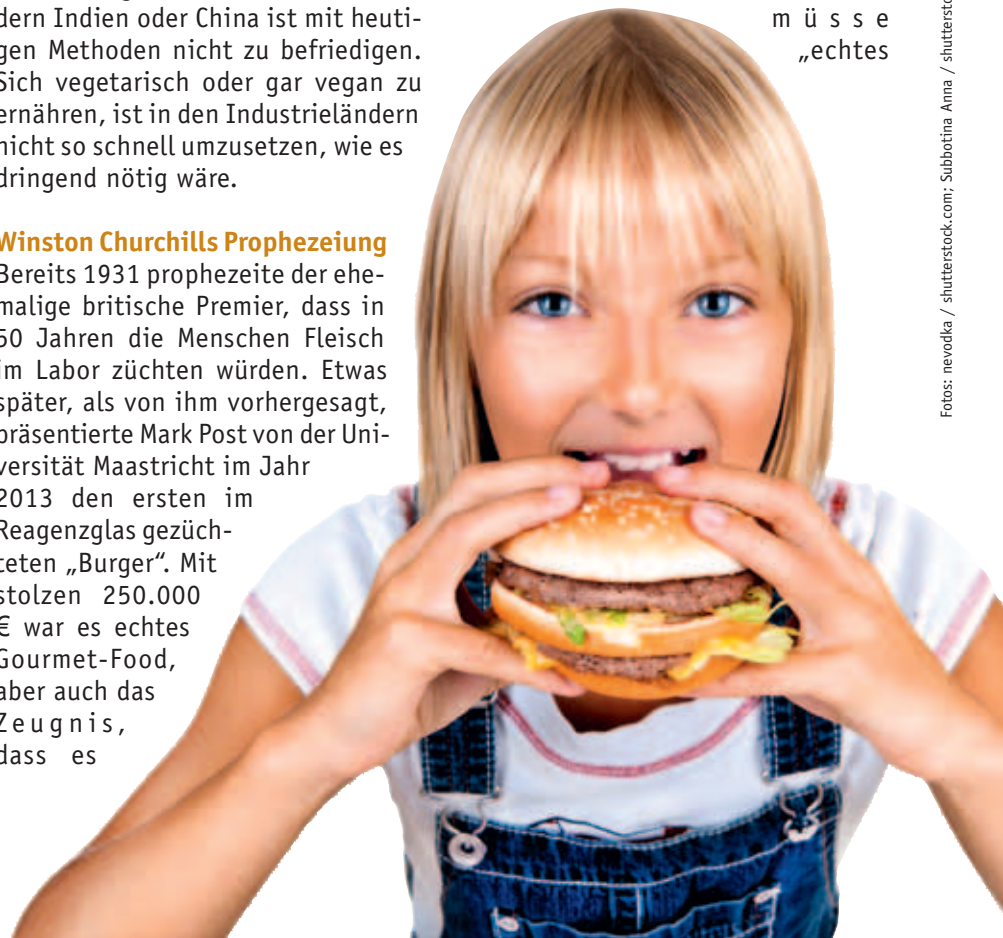 dern Indien oder China ist mit heuti-
gen Methoden nicht zu befriedigen.
Sich vegetarisch oder gar vegan zu
ernähren, ist in den Industrieländern
nicht so schnell umzusetzen, wie es
dringend nötig wäre.
Winston Churchills Prophezeiung
Bereits 1931 prophezeite der ehe-
malige britische Premier, dass in
50 Jahren die Menschen Fleisch
im Labor züchten würden. Etwas
später, als von ihm vorhergesagt,
präsentierte Mark Post von der Uni-
versität Maastricht im Jahr
2013 den ersten im
Reagenzglas gezüch-
teten „Burger“. Mit
stolzen 250.000
€ war es echtes
Gourmet-Food,
aber auch das
Zeugnis,
dass es
müsse
„echtes
Fotos: nevodka / shutterstock.com; Subbotina Anna /